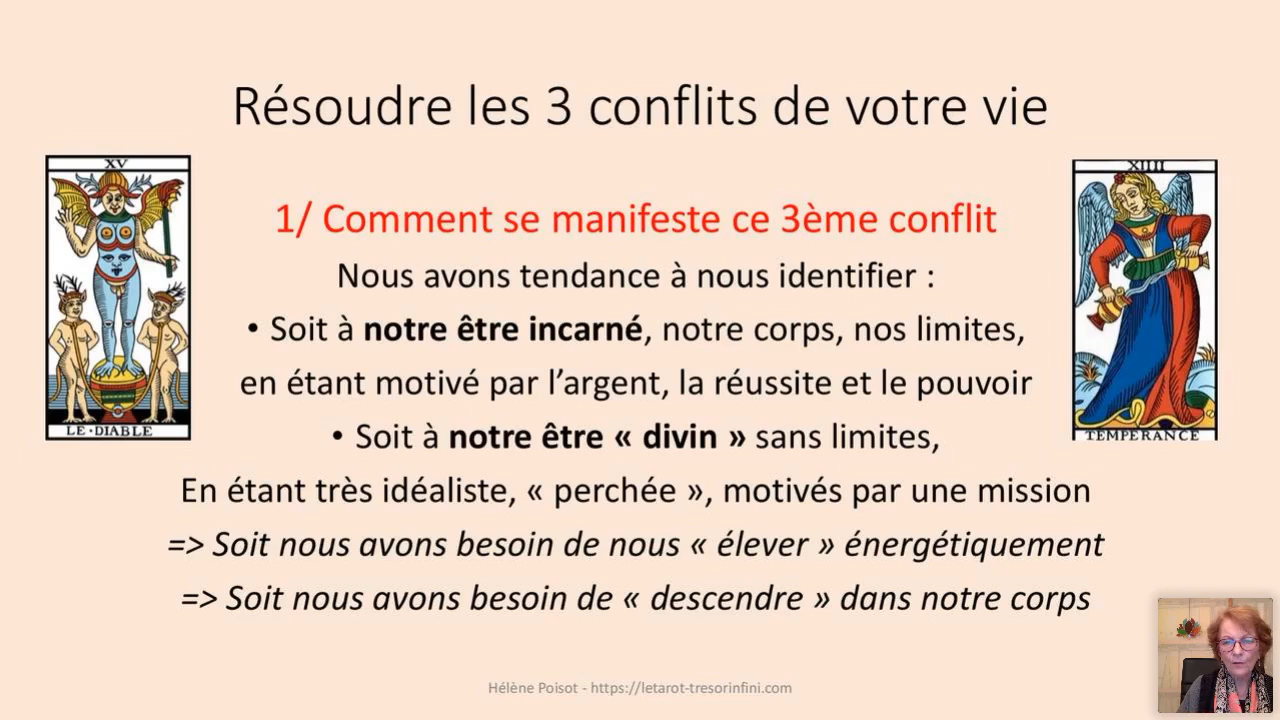 Résoudre les 3 conflits de votre vie
XV
LE•DIABLE
XIIII
TEMPERANCE
1/ Comment se manifeste ce 3ème conflit
Nous avons tendance à nous identifier :
• Soit à notre être incarné, notre corps, nos limites,
en étant motivé par l’argent, la réussite et le pouvoir
• Soit à notre être « divin » sans limites,
En étant très idéaliste, « perchée », motivés par une mission
=> Soit nous avons besoin de nous « élever » énergétiquement
=> Soit nous avons besoin de « descendre » dans notre corps
Hélène Poisot - https://letarot-tresorinfini.com